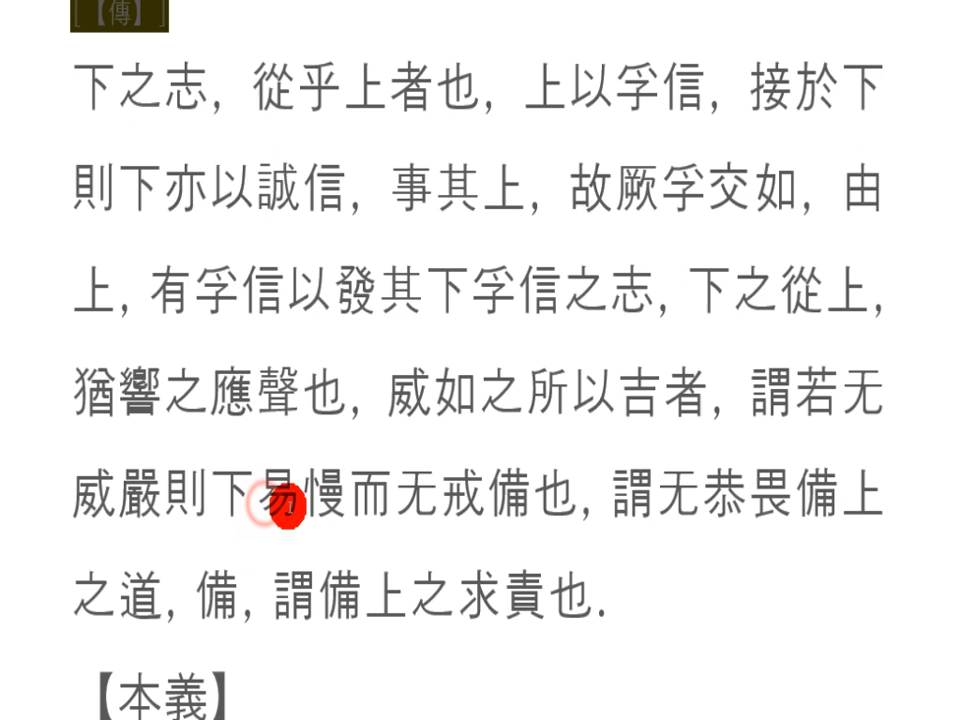 【傳】
下之志, 從乎上者也, 上以孚信, 接於下
則下亦以誠信, 事其上, 故厥孚交如, 由
上, 有孚信以發其下孚信之志, 下之從上,
猶響之應聲也, 威如之所以吉者, 謂若无
威嚴則下易慢而无戒備也, 謂无恭畏備上
之道, 備, 謂備上之求責也.
【本義】